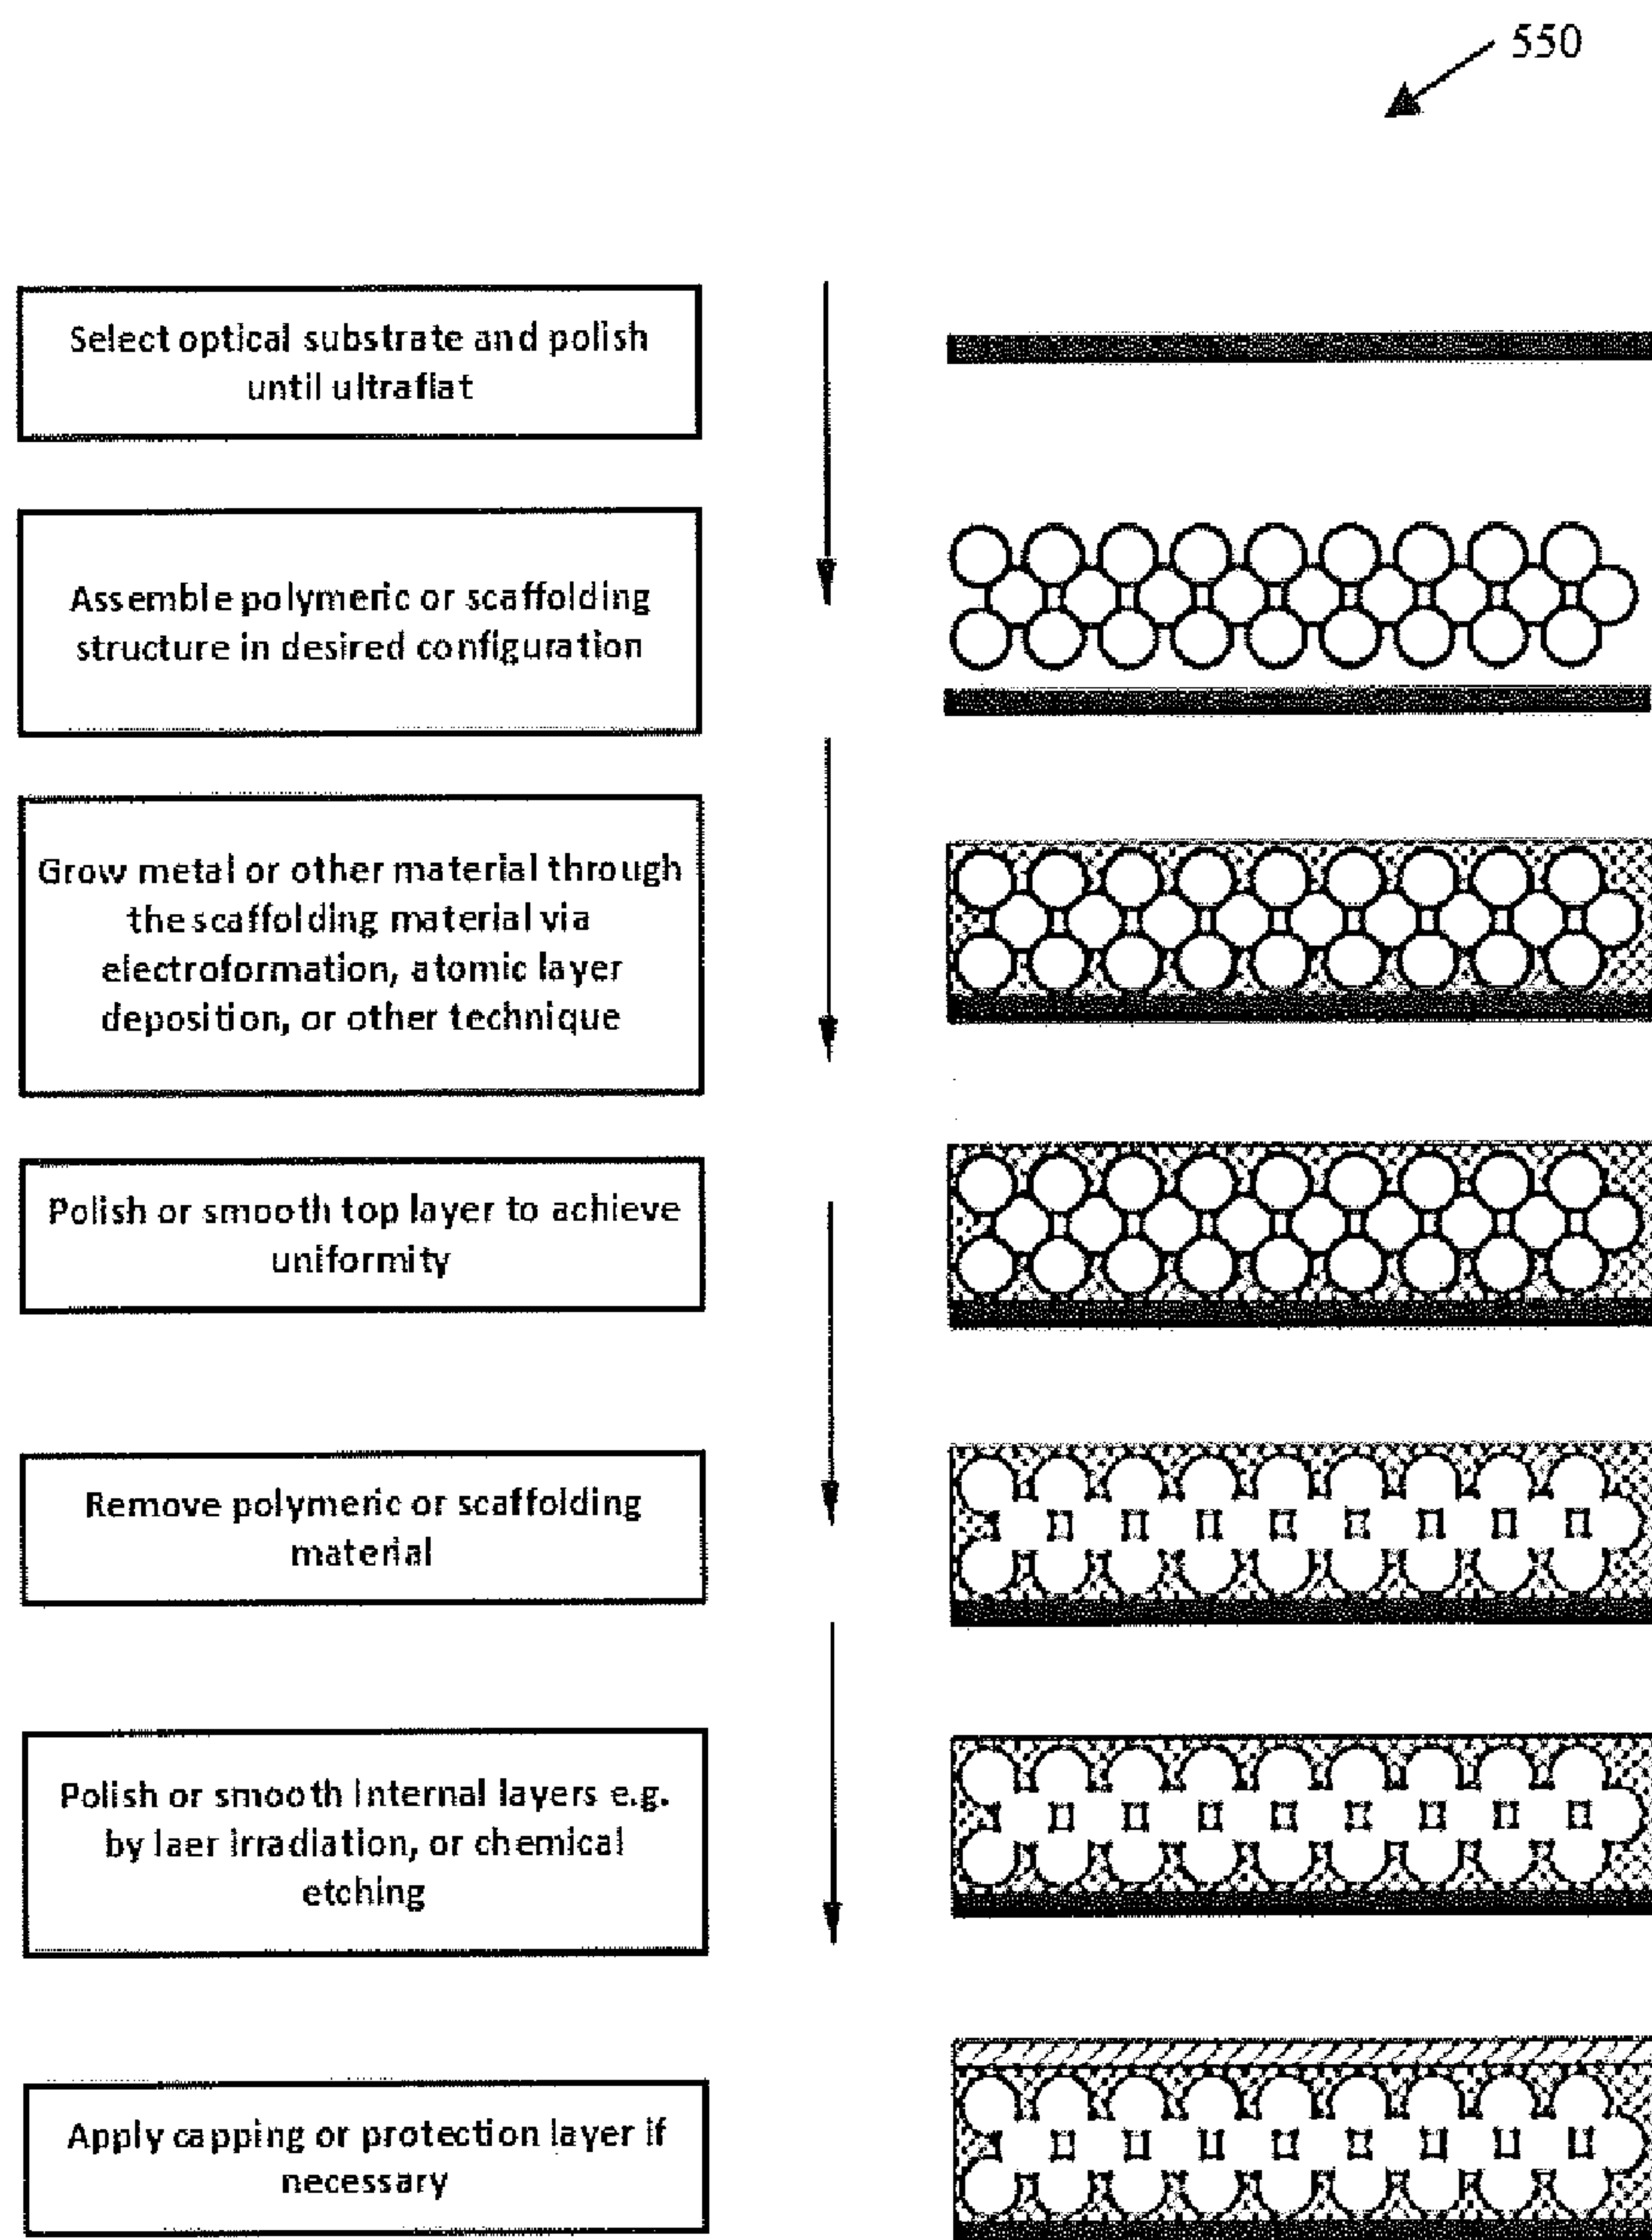 550
Select optical substrate and polish
until ultraflat
Assemble polymeric or scaffolding
structure in desired configuration
Grow metal or other material through
the scaffolding material via
electroformation, atomic layer
deposition, or other technique
Polish or smooth top layer to achieve
uniformity
Remove polymeric or scaffolding
material
Polish or smooth Internal layers e.g.
by laer irradiation, or chemical
etching
Apply capping or protection layer if
necessary